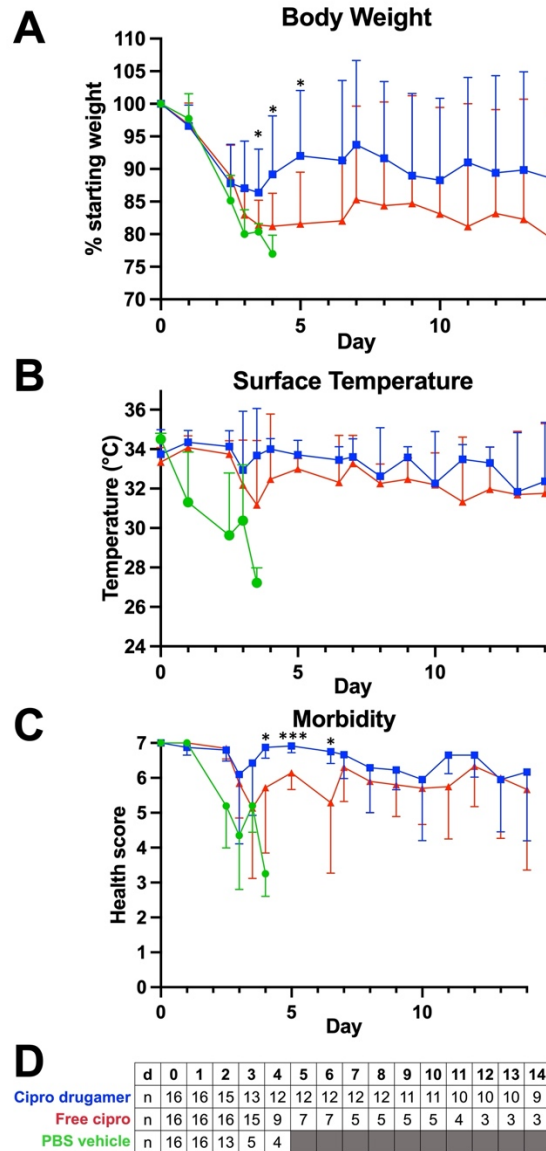 A
Body Weight
110
105
100
95
90
85
80
75
70
% starting weight
*
*
*
0
5
10
Day
B
Surface Temperature
36
34
32
30
28
26
24
Temperature (°C)
0
5
10
Day
C
Morbidity
7
6
5
4
3
2
1
0
Health score
* *** *
0
5
10
Day
D
d 0 1 2 3 4 5 6 7 8 9 10 11 12 13 14
Cipro drugamer n 16 16 15 13 12 12 12 12 12 11 11 10 10 10 9
Free cipro n 16 16 16 15 9 7 7 5 5 5 5 4 3 3 3
PBS vehicle n 16 16 13 5 4